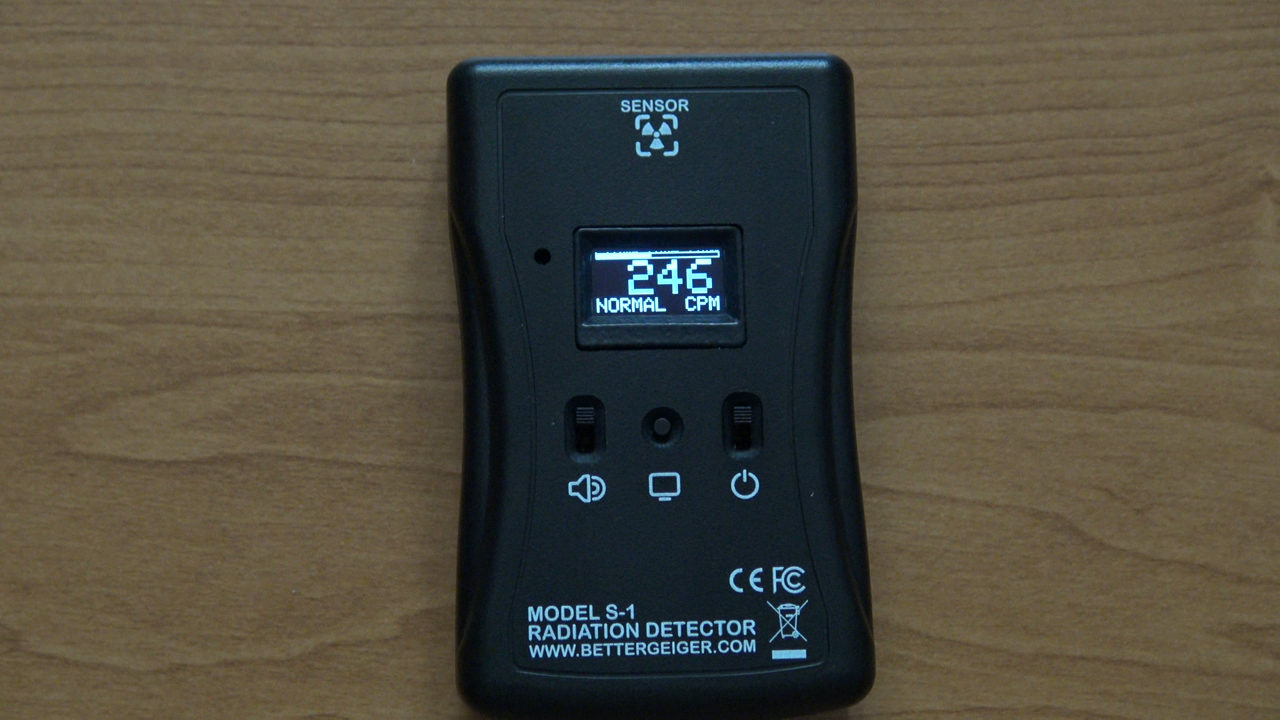 SENSOR
246
NORMAL CPM
CE FC
MODEL S-1
RADIATION DETECTOR
WWW.BETTERGEIGER.COM